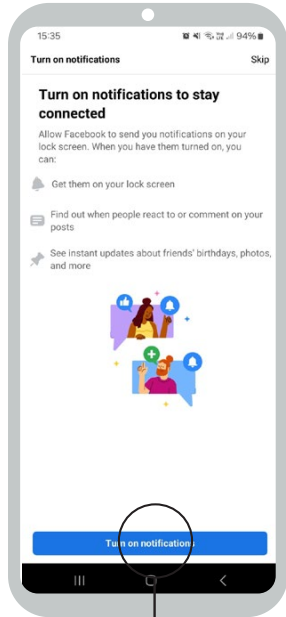 15:35 94%
Turn on notifications Skip
Turn on notifications to stay
connected
Allow Facebook to send you notifications on your
lock screen. When you have them turned on, you
can:
Get them on your lock screen
Find out when people react to or comment on your
posts
See instant updates about friends' birthdays, photos,
and more
Turn on notifications